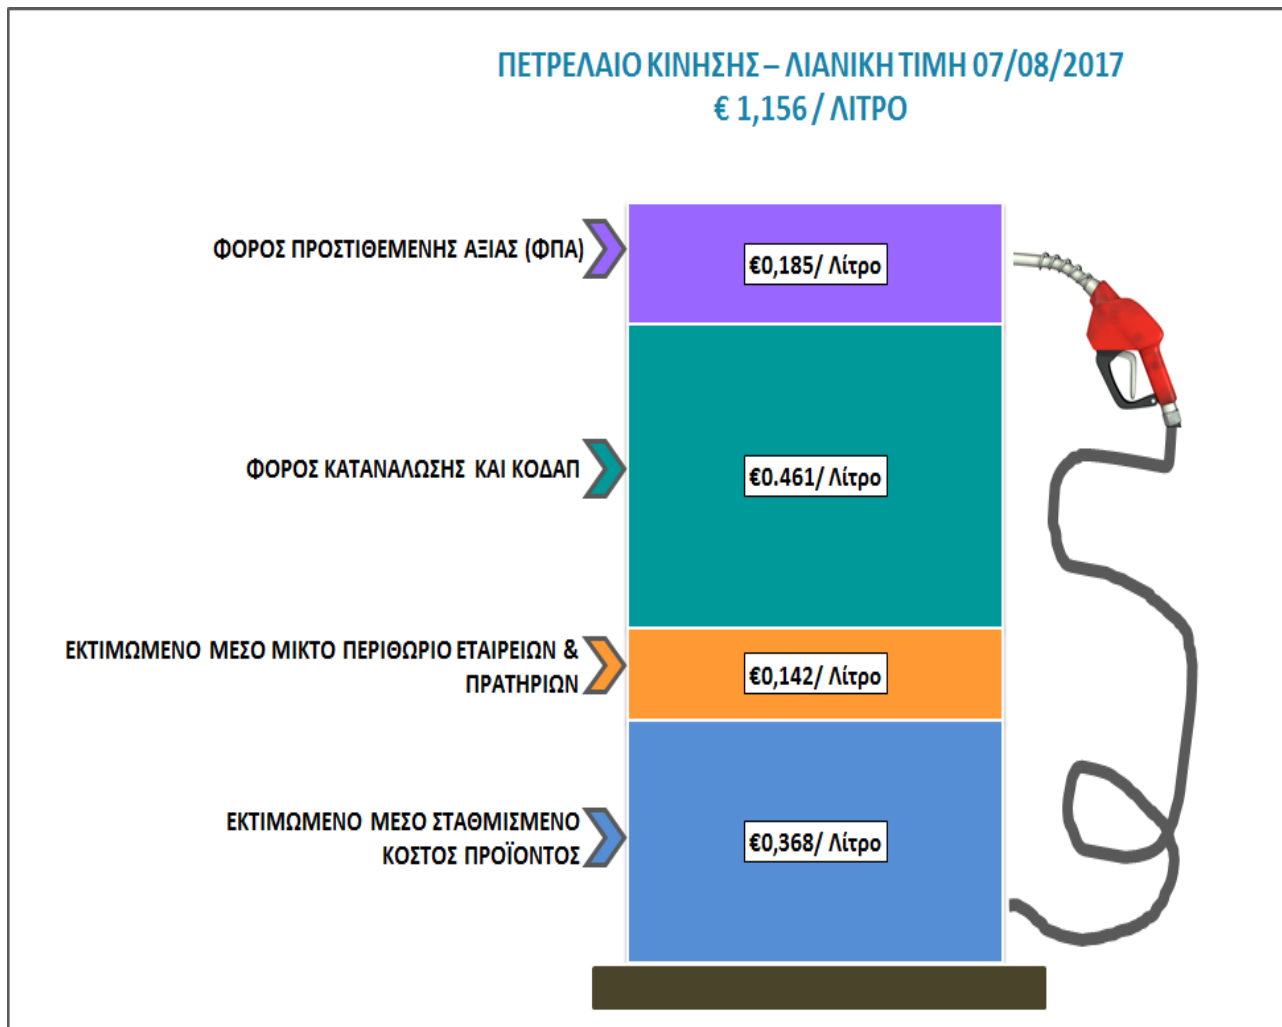 ΠΕΤΡΕΛΑΙΟ ΚΙΝΗΣΗΣ – ΛΙΑΝΙΚΗ ΤΙΜΗ 07/08/2017
€ 1,156 / ΛΙΤΡΟ
ΦΟΡΟΣ ΠΡΟΣΤΙΘΕΜΕΝΗΣ ΑΞΙΑΣ (ΦΠΑ)
€0,185/ Λίτρο
ΦΟΡΟΣ ΚΑΤΑΝΑΛΩΣΗΣ ΚΑΙ ΚΟΔΑΠ
€0.461/ Λίτρο
ΕΚΤΙΜΩΜΕΝΟ ΜΕΣΟ ΜΙΚΤΟ ΠΕΡΙΘΩΡΙΟ ΕΤΑΙΡΕΙΩΝ &
ΠΡΑΤΗΡΙΩΝ
€0,142/ Λίτρο
ΕΚΤΙΜΩΜΕΝΟ ΜΕΣΟ ΣΤΑΘΜΙΣΜΕΝΟ
ΚΟΣΤΟΣ ΠΡΟΪΟΝΤΟΣ
€0,368/ Λίτρο